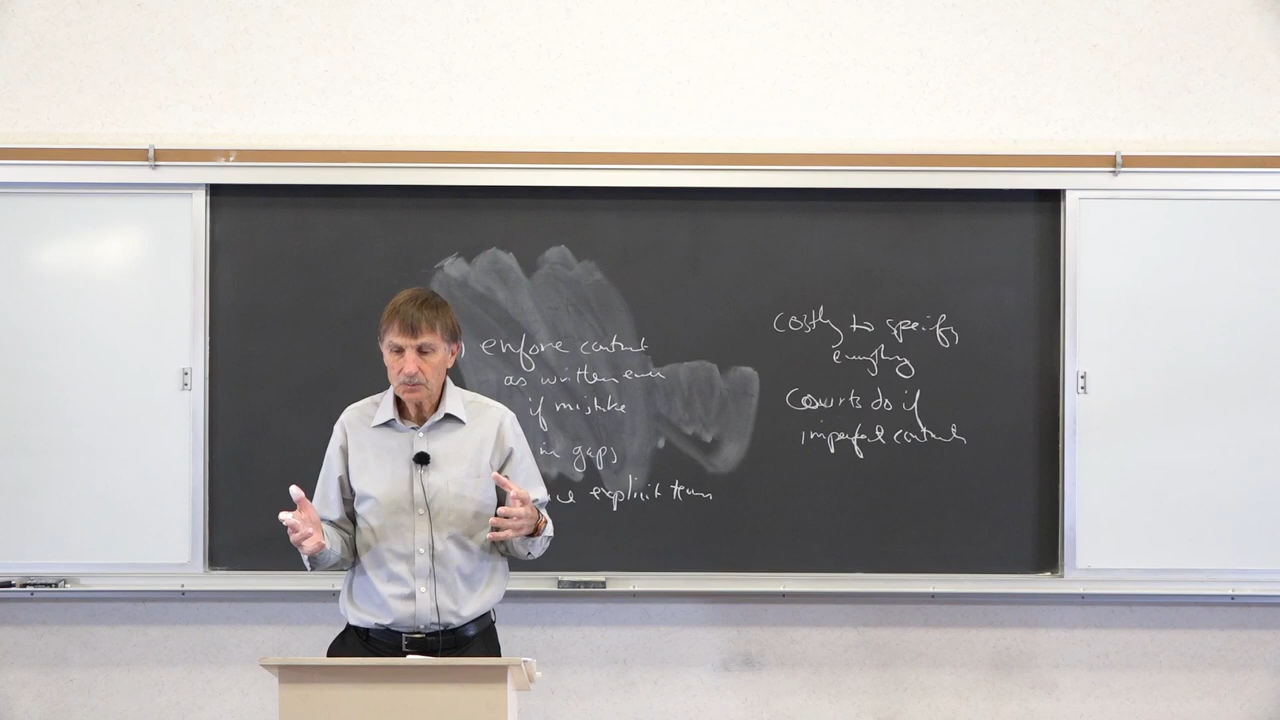 ) enforce contract
as written even
if mistake
in gaps
explicit term
Costly to specify
everything
Courts do if
imperfect contracts